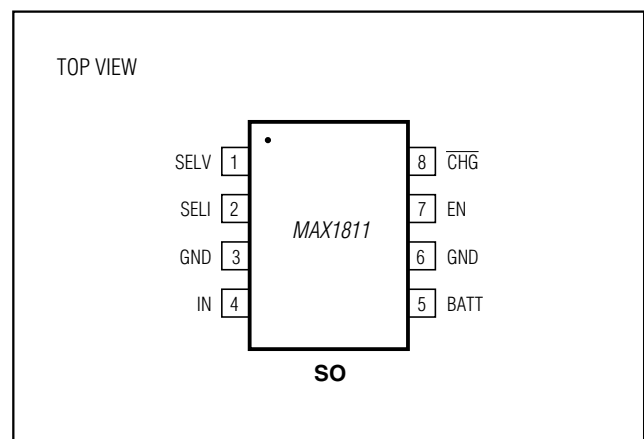 TOP VIEW
SELV 1 8 C̅H̅G̅
SELI 2 7 EN
MAX1811
GND 3 6 GND
IN 4 5 BATT
SO